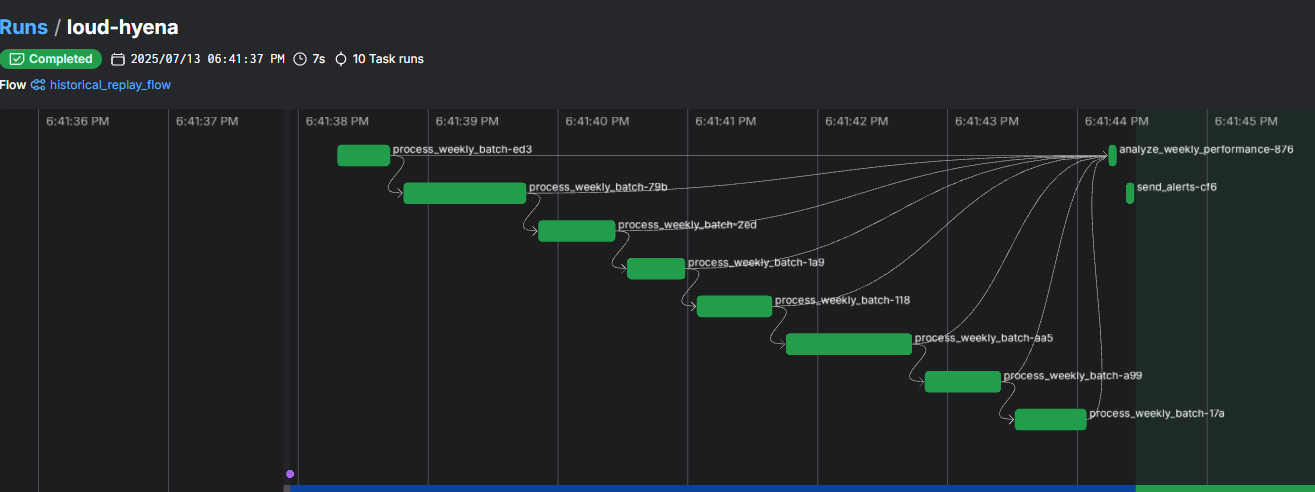 Runs / loud-hyena
Completed 2025/07/13 06:41:37 PM 7s 10 Task runs
Flow historical_replay_flow
6:41:36 PM 6:41:37 PM 6:41:38 PM 6:41:39 PM 6:41:40 PM 6:41:41 PM 6:41:42 PM 6:41:43 PM 6:41:44 PM 6:41:45 PM
process_weekly_batch-ed3 analyze_weekly_performance-876
process_weekly_batch-79b send_alerts-cf6
process_weekly_batch-2ed
process_weekly_batch-1a9
process_weekly_batch-118
process_weekly_batch-aa5
process_weekly_batch-a99
process_weekly_batch-17a